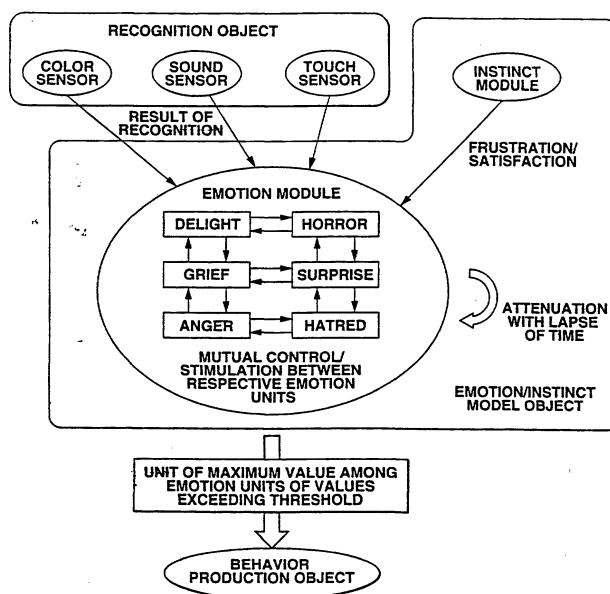 RECOGNITION OBJECT
COLOR
SENSOR
SOUND
SENSOR
TOUCH
SENSOR
INSTINCT
MODULE
RESULT OF
RECOGNITION
FRUSTRATION/
SATISFACTION
EMOTION MODULE
DELIGHT
HORROR
GRIEF
SURPRISE
ANGER
HATRED
MUTUAL CONTROL/
STIMULATION BETWEEN
RESPECTIVE EMOTION
UNITS
ATTENUATION
WITH LAPSE
OF TIME
EMOTION/INSTINCT
MODEL OBJECT
UNIT OF MAXIMUM VALUE AMONG
EMOTION UNITS OF VALUES
EXCEEDING THRESHOLD
BEHAVIOR
PRODUCTION OBJECT